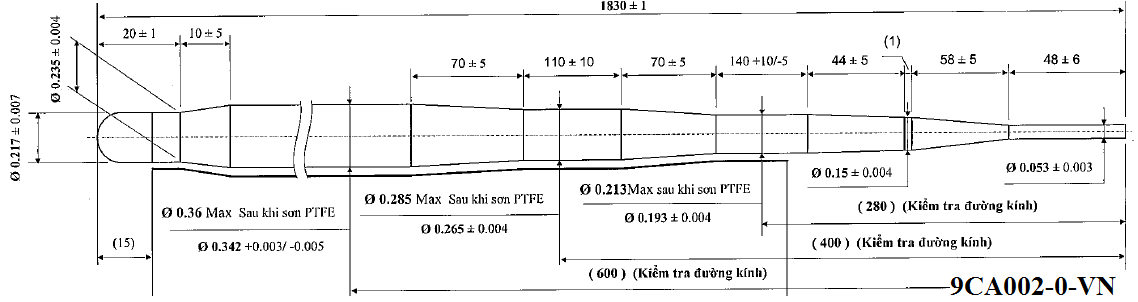 1830 ± 1
20 ± 1
10 ± 5
Ø 0.235 ± 0.004
(1)
70 ± 5
110 ± 10
70 ± 5
140 +10/-5
44 ± 5
58 ± 5
48 ± 6
Ø 0.217 ± 0.007
Ø 0.15 ± 0.004
Ø 0.053 ± 0.003
Ø 0.36 Max Sau khi sơn PTFE
Ø 0.285 Max Sau khi sơn PTFE
Ø 0.213Max sau khi sơn PTFE
Ø 0.342 +0.003/ -0.005
Ø 0.265 ± 0.004
Ø 0.193 ± 0.004
( 280 ) (Kiểm tra đường kính)
(15)
( 400 ) (Kiểm tra đường kính)
( 600 ) (Kiểm tra đường kính)
9CA002-0-VN